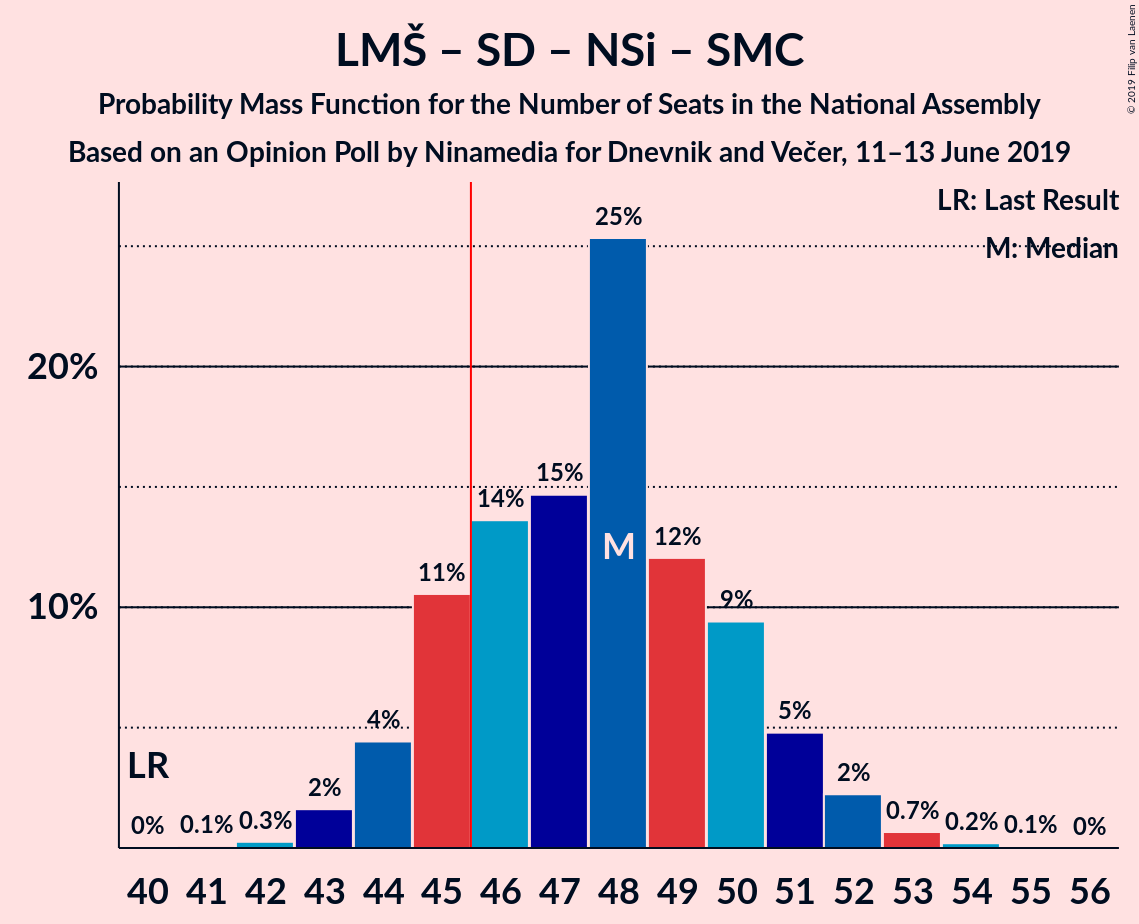 LMŠ – SD – NSi – SMC
Probability Mass Function for the Number of Seats in the National Assembly
Based on an Opinion Poll by Ninamedia for Dnevnik and Večer, 11–13 June 2019
© 2019 Filip van Laenen
LR: Last Result
M: Median
20%
10%
LR
M
0%
0.1%
0.3%
2%
4%
11%
14%
15%
25%
12%
9%
5%
2%
0.7%
0.2%
0.1%
0%
40 41 42 43 44 45 46 47 48 49 50 51 52 53 54 55 56